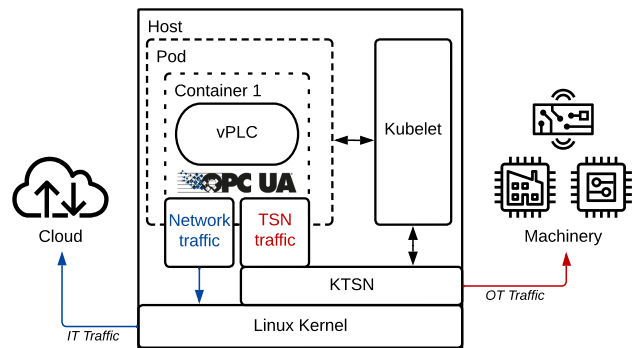 Host
Pod
Container 1
vPLC
Kubelet
OPC UA
Network
traffic
TSN
traffic
Cloud
Machinery
KTSN
OT Traffic
Linux Kernel
IT Traffic